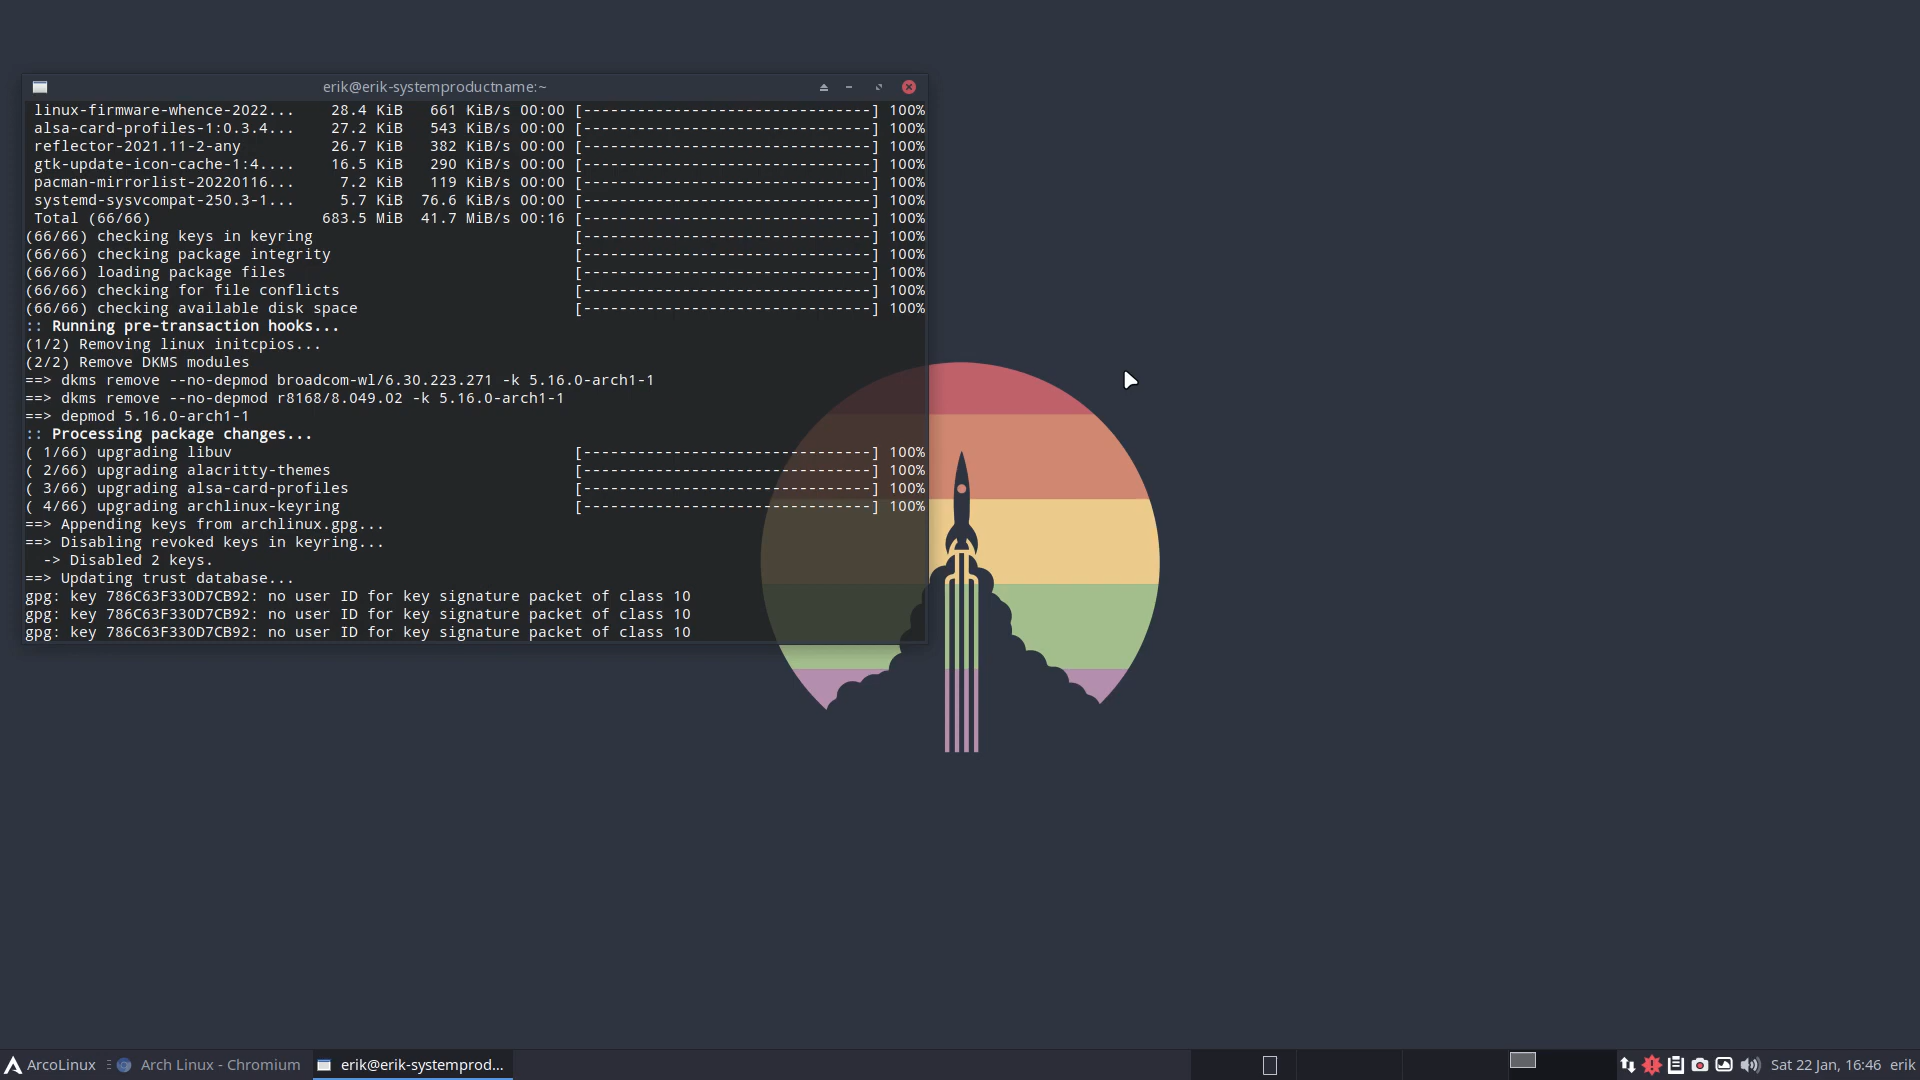 erik@erik-systemproductname:~
linux-firmware-whence-2022... 28.4 KiB 661 KiB/s 00:00 [--------------------------------] 100%
alsa-card-profiles-1:0.3.4... 27.2 KiB 543 KiB/s 00:00 [--------------------------------] 100%
reflector-2021.11-2-any 26.7 KiB 382 KiB/s 00:00 [--------------------------------] 100%
gtk-update-icon-cache-1:4.... 16.5 KiB 290 KiB/s 00:00 [--------------------------------] 100%
pacman-mirrorlist-20220116... 7.2 KiB 119 KiB/s 00:00 [--------------------------------] 100%
systemd-sysvcompat-250.3-1... 5.7 KiB 76.6 KiB/s 00:00 [--------------------------------] 100%
Total (66/66) 683.5 MiB 41.7 MiB/s 00:16 [--------------------------------] 100%
(66/66) checking keys in keyring [--------------------------------] 100%
(66/66) checking package integrity [--------------------------------] 100%
(66/66) loading package files [--------------------------------] 100%
(66/66) checking for file conflicts [--------------------------------] 100%
(66/66) checking available disk space [--------------------------------] 100%
:: Running pre-transaction hooks...
(1/2) Removing linux initcpios...
(2/2) Remove DKMS modules
==> dkms remove --no-depmod broadcom-wl/6.30.223.271 -k 5.16.0-arch1-1
==> dkms remove --no-depmod r8168/8.049.02 -k 5.16.0-arch1-1
==> depmod 5.16.0-arch1-1
:: Processing package changes...
( 1/66) upgrading libuv [--------------------------------] 100%
( 2/66) upgrading alacritty-themes [--------------------------------] 100%
( 3/66) upgrading alsa-card-profiles [--------------------------------] 100%
( 4/66) upgrading archlinux-keyring [--------------------------------] 100%
==> Appending keys from archlinux.gpg...
==> Disabling revoked keys in keyring...
-> Disabled 2 keys.
==> Updating trust database...
gpg: key 786C63F330D7CB92: no user ID for key signature packet of class 10
gpg: key 786C63F330D7CB92: no user ID for key signature packet of class 10
gpg: key 786C63F330D7CB92: no user ID for key signature packet of class 10
ArcoLinux Arch Linux - Chromium erik@erik-systemprod... Sat 22 Jan, 16:46 erik